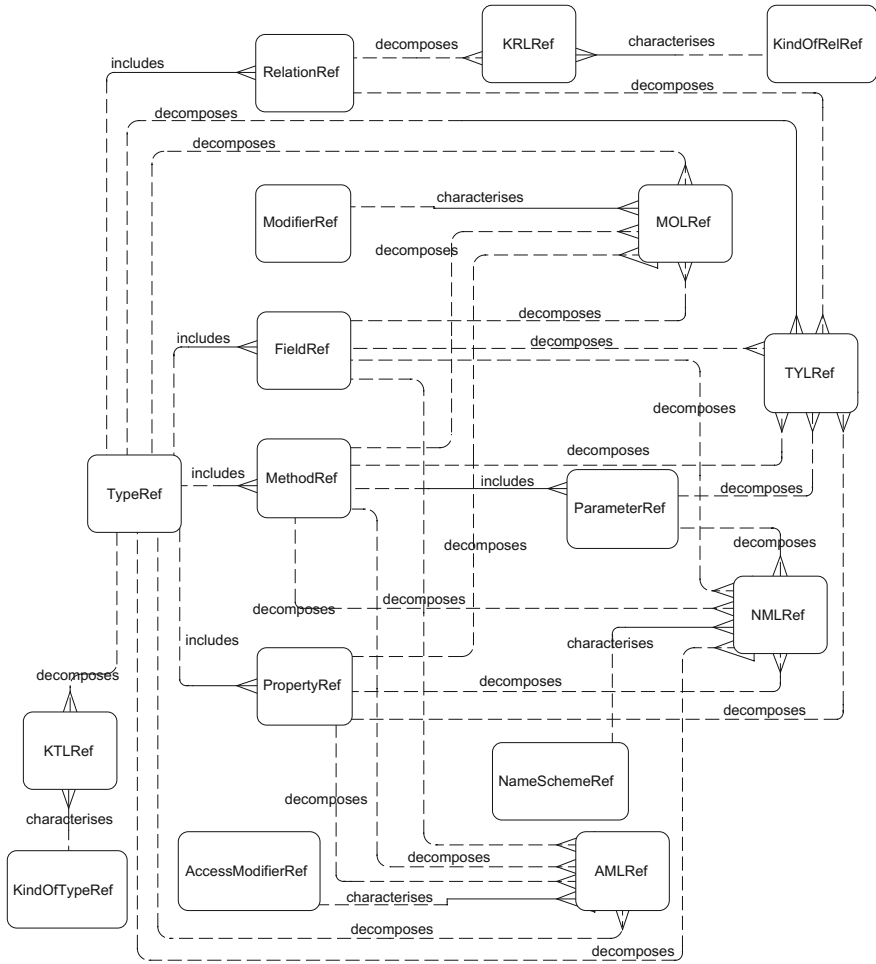 KRLRef
KindOfRelRef
decomposes
characterises
includes
RelationRef
decomposes
decomposes
decomposes
ModifierRef
characterises
MOLRef
decomposes
decomposes
includes
FieldRef
decomposes
TYLRef
decomposes
decomposes
TypeRef
includes
MethodRef
includes
decomposes
ParameterRef
decomposes
decomposes
decomposes
decomposes
NMLRef
includes
characterises
PropertyRef
decomposes
decomposes
decomposes
KTLRef
decomposes
NameSchemeRef
characterises
KindOfTypeRef
AccessModifierRef
decomposes
AMLRef
characterises
decomposes
decomposes